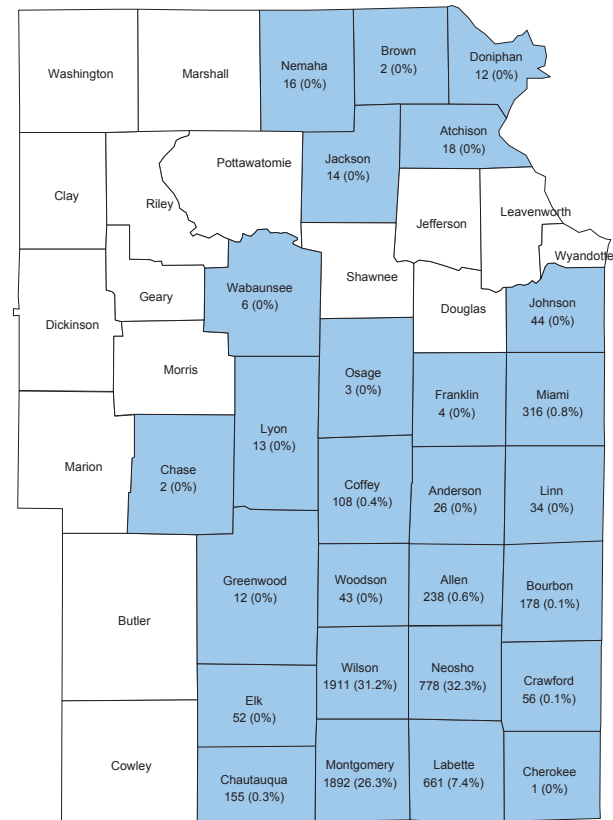 Washington
Marshall
Nemaha
16 (0%)
Brown
2 (0%)
Doniphan
12 (0%)
Clay
Riley
Pottawatomie
Jackson
14 (0%)
Atchison
18 (0%)
Jefferson
Leavenworth
Wyandotte
Dickinson
Geary
Wabaunsee
6 (0%)
Shawnee
Douglas
Johnson
44 (0%)
Morris
Osage
3 (0%)
Franklin
4 (0%)
Miami
316 (0.8%)
Marion
Chase
2 (0%)
Lyon
13 (0%)
Coffey
108 (0.4%)
Anderson
26 (0%)
Linn
34 (0%)
Butler
Greenwood
12 (0%)
Woodson
43 (0%)
Allen
238 (0.6%)
Bourbon
178 (0.1%)
Elk
52 (0%)
Wilson
1911 (31.2%)
Neosho
778 (32.3%)
Crawford
56 (0.1%)
Cowley
Chautauqua
155 (0.3%)
Montgomery
1892 (26.3%)
Labette
661 (7.4%)
Cherokee
1 (0%)